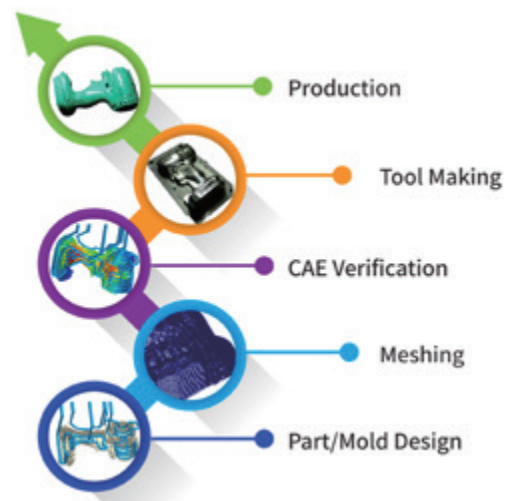 Production
Tool Making
CAE Verification
Meshing
Part/Mold Design